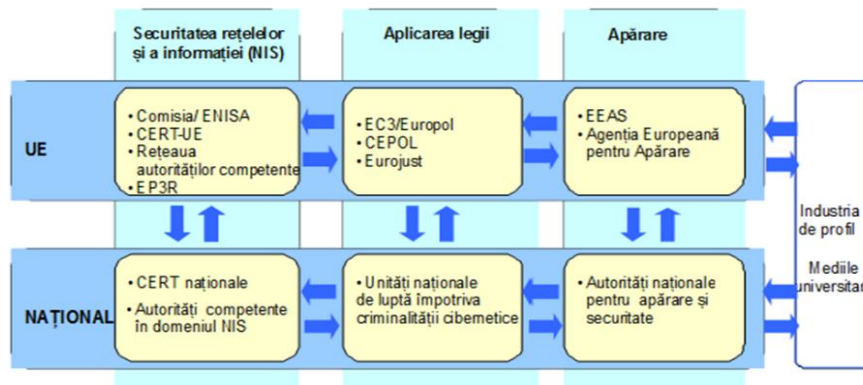 Securitatea rețelelor
și a informației (NIS)
Aplicarea legii
Apărare
UE
• Comisia/ ENISA
• CERT-UE
• Rețeaua
autorităților competente
• EP3R
• EC3/Europol
• CEPOL
• Eurojust
• EEAS
• Agenția Europeană
pentru Apărare
Industria
de profil
Mediile
universitar
NAȚIONAL
• CERT naționale
• Autorități competente
în domeniul NIS
• Unități naționale
de luptă împotriva
criminalității cibernetice
• Autorități naționale
pentru apărare și
securitate